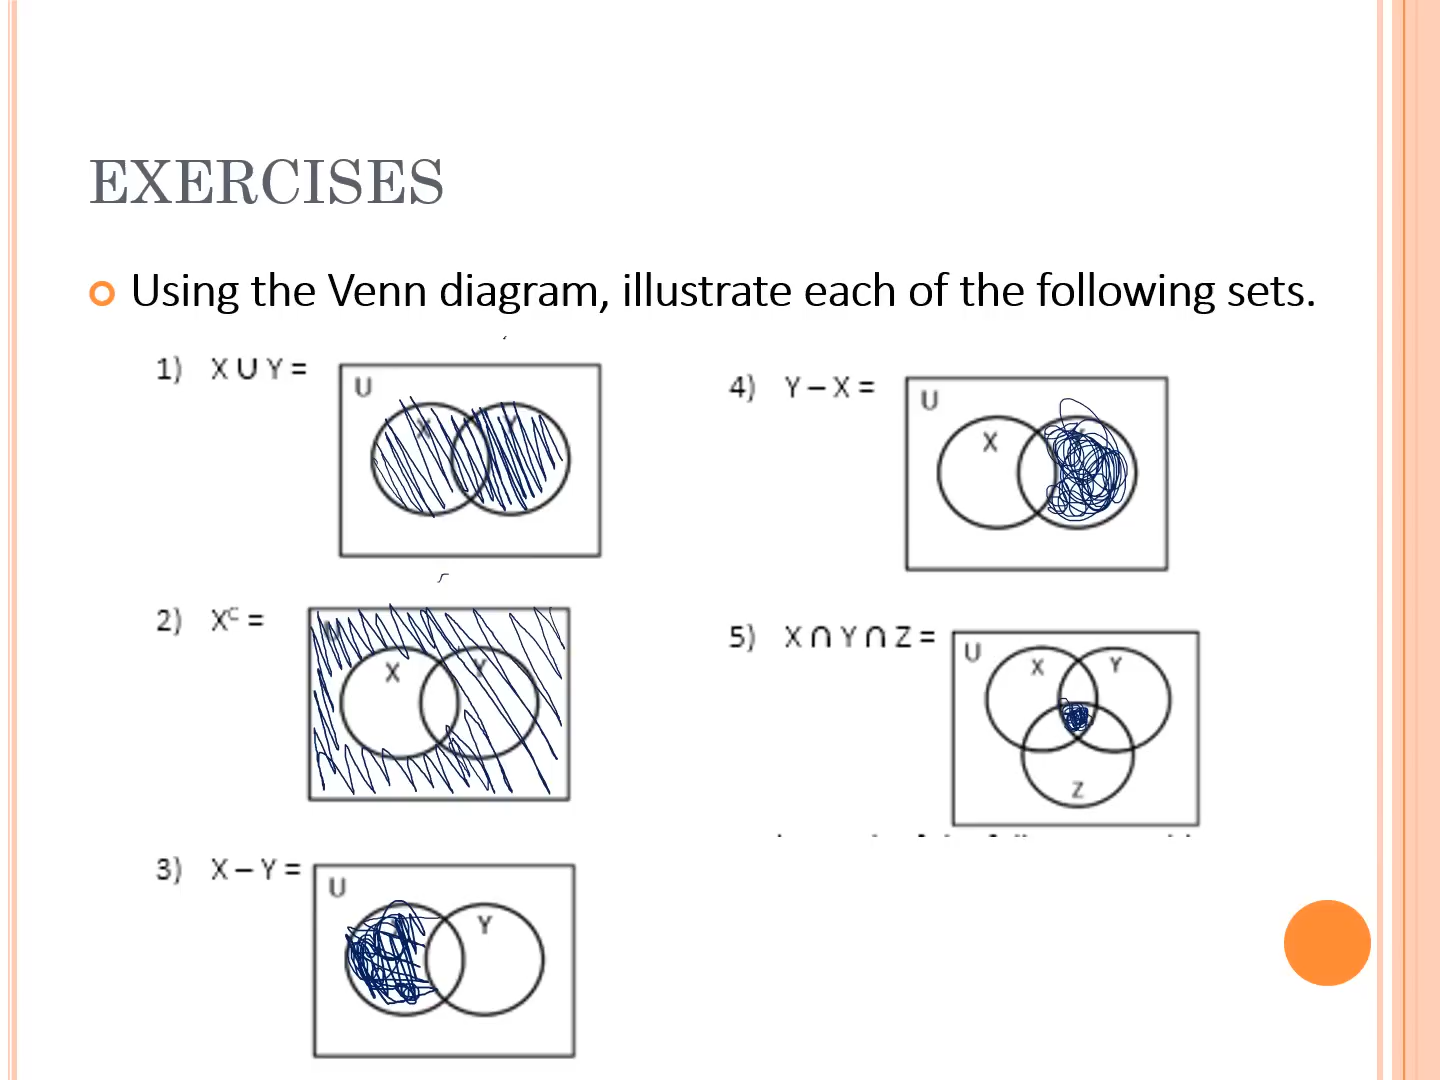 EXERCISES
Using the Venn diagram, illustrate each of the following sets.
1) X ∪ Y =
U
X
Y
2) Xᶜ =
X
Y
3) X – Y =
U
Y
4) Y – X =
U
X
5) X ∩ Y ∩ Z =
U
X
Y
Z